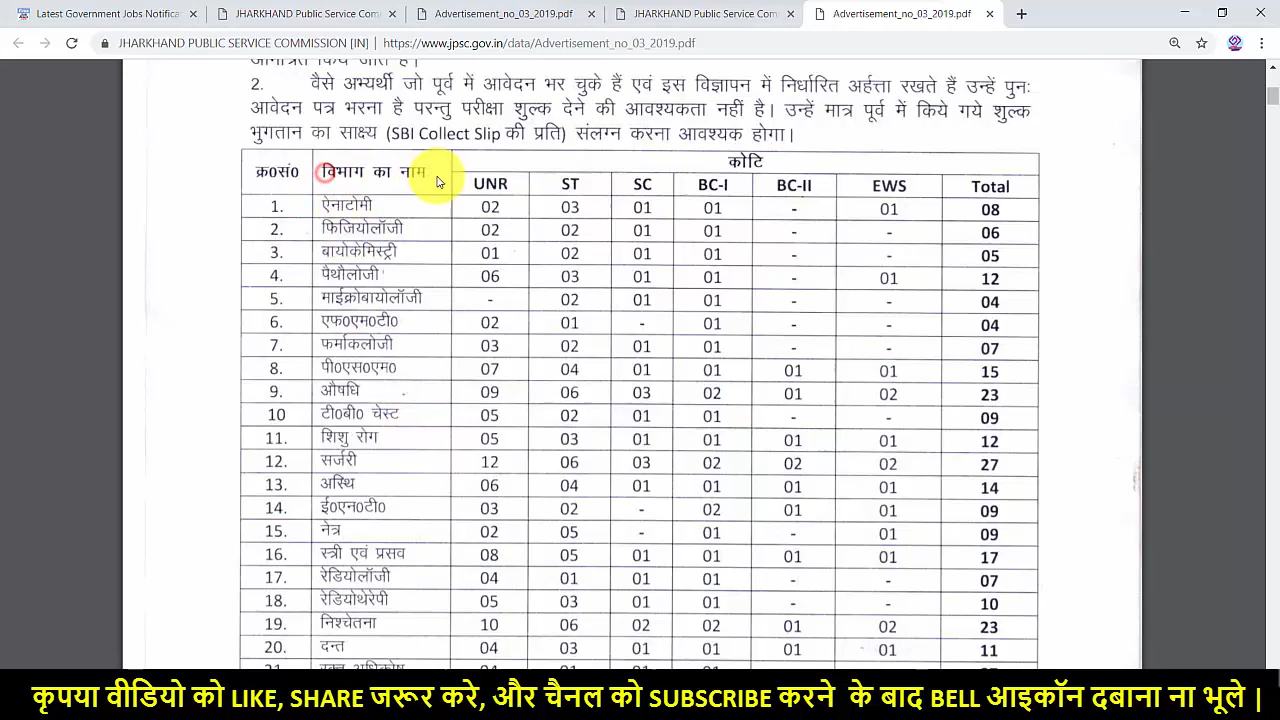 Latest Government Jobs Notifica
JHARKHAND Public Service Com
Advertisement_no_03_2019.pdf
JHARKHAND Public Service Com
Advertisement_no_03_2019.pdf
JHARKHAND PUBLIC SERVICE COMMISSION [IN] | https://www.jpsc.gov.in/data/Advertisement_no_03_2019.pdf
आमंत्रित किये जाते है।
2. वैसे अभ्यर्थी जो पूर्व में आवेदन भर चुके हैं एवं इस विज्ञापन में निर्धारित अर्हत्ता रखते हैं उन्हें पुनः
आवेदन पत्र भरना है परन्तु परीक्षा शुल्क देने की आवश्यकता नहीं है। उन्हें मात्र पूर्व में किये गये शुल्क
भुगतान का साक्ष्य (SBI Collect Slip की प्रति) संलग्न करना आवश्यक होगा।
क्र0सं0 विभाग का नाम कोटि
UNR ST SC BC-I BC-II EWS Total
1. ऐनाटोमी 02 03 01 01 - 01 08
2. फिजियोलॉजी 02 02 01 01 - - 06
3. बायोकेमिस्ट्री 01 02 01 01 - - 05
4. पैथौलोजी 06 03 01 01 - 01 12
5. माईक्रोबायोलॉजी - 02 01 01 - - 04
6. एफ0एम0टी0 02 01 - 01 - - 04
7. फर्माकलोजी 03 02 01 01 - - 07
8. पी0एस0एम0 07 04 01 01 01 01 15
9. औषधि 09 06 03 02 01 02 23
10 टी0बी0 चेस्ट 05 02 01 01 - - 09
11. शिशु रोग 05 03 01 01 01 01 12
12. सर्जरी 12 06 03 02 02 02 27
13. अस्थि 06 04 01 01 01 01 14
14. ई0एन0टी0 03 02 - 02 01 01 09
15. नेत्र 02 05 - 01 - 01 09
16. स्त्री एवं प्रसव 08 05 01 01 01 01 17
17. रेडियोलॉजी 04 01 01 01 - - 07
18. रेडियोथेरेपी 05 03 01 01 - - 10
19. निश्चेतना 10 06 02 02 01 02 23
20. दन्त 04 03 01 01 01 01 11
कृपया वीडियो को LIKE, SHARE जरूर करे, और चैनल को SUBSCRIBE करने के बाद BELL आइकॉन दबाना ना भूले |